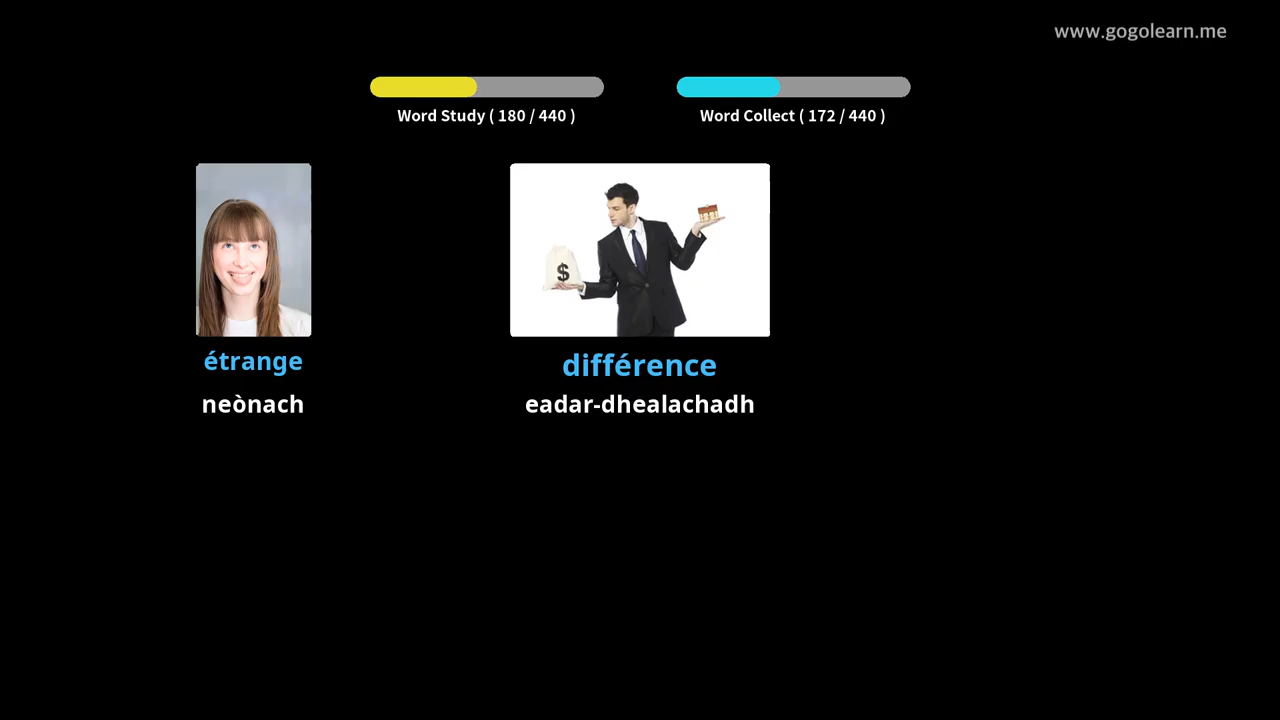 www.gogolearn.me
Word Study ( 180 / 440 )
Word Collect ( 172 / 440 )
$
étrange
différence
neònach
eadar-dhealachadh